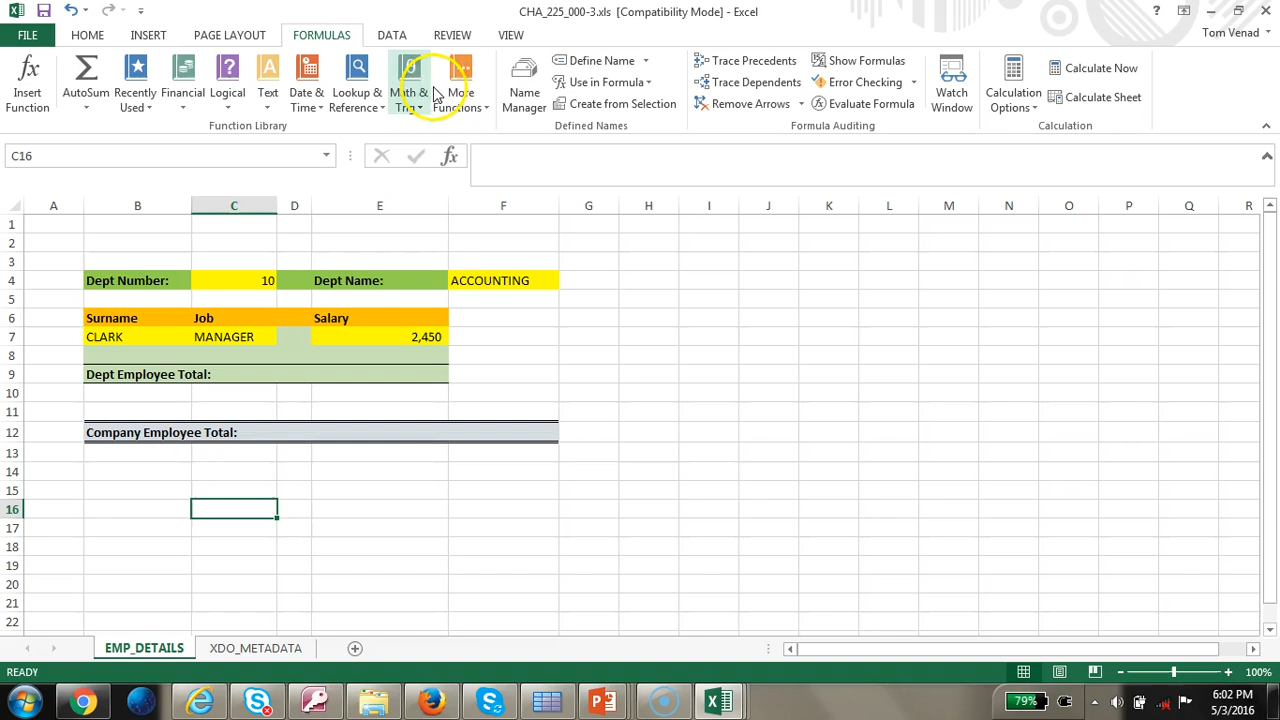 CHA_225_000-3.xls [Compatibility Mode] - Excel
FILE HOME INSERT PAGE LAYOUT FORMULAS DATA REVIEW VIEW Tom Venad
Insert Function
AutoSum
Recently Used
Financial
Logical
Text
Date & Time
Lookup & Reference
Math & Trig
More Functions
Function Library
Name Manager
Define Name
Use in Formula
Create from Selection
Defined Names
Trace Precedents
Trace Dependents
Remove Arrows
Show Formulas
Error Checking
Evaluate Formula
Formula Auditing
Watch Window
Calculation Options
Calculate Now
Calculate Sheet
Calculation
C16 fx
A B C D E F G H I J K L M N O P Q R
1
2
3
4 Dept Number: 10 Dept Name: ACCOUNTING
5
6 Surname Job Salary
7 CLARK MANAGER 2,450
8
9 Dept Employee Total:
10
11
12 Company Employee Total:
13
14
15
16
17
18
19
20
21
22
EMP_DETAILS XDO_METADATA
READY 100%
79% 6:02 PM
5/3/2016